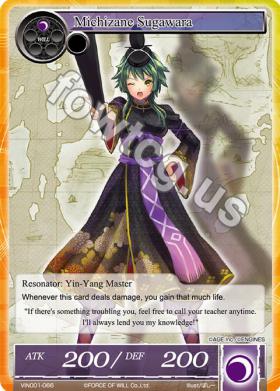 Michizane Sugawara
WILL
fowtcg.us
Resonator: Yin-Yang Master
Whenever this card deals damage, you gain that much life.
"If there's something troubling you, feel free to call your teacher anytime.
I'll always lend you my knowledge!"
ATK 200 / DEF 200
VIN001-066
©FORCE OF WILL Co.,Ltd.